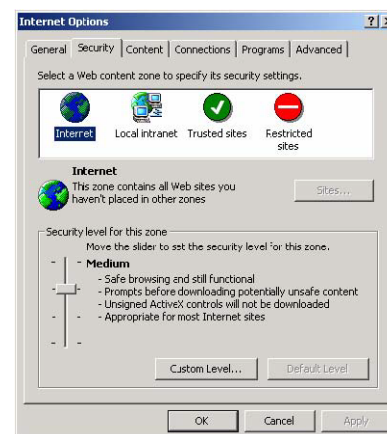 Internet Options
General Security Content Connections Programs Advanced
Select a Web content zone to specify its security settings.
Internet Local intranet Trusted sites Restricted sites
Internet
This zone contains all Web sites you
haven't placed in other zones
Sites...
Security level for this zone
Move the slider to set the security level for this zone.
Medium
- Safe browsing and still functional
- Prompts before downloading potentially unsafe content
- Unsigned ActiveX controls will not be downloaded
- Appropriate for most Internet sites
Custom Level... Default Level
OK Cancel Apply